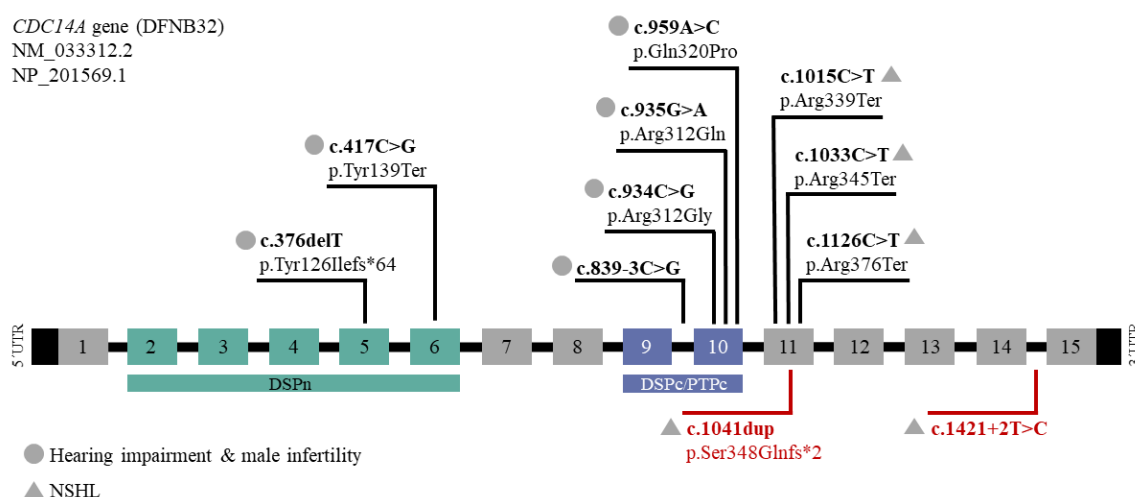 CDC14A gene (DFNB32)
NM_033312.2
NP_201569.1
c.959A>C
p.Gln320Pro
c.935G>A
p.Arg312Gln
c.934C>G
p.Arg312Gly
c.839-3C>G
c.417C>G
p.Tyr139Ter
c.376delT
p.Tyr126Ilefs*64
c.1015C>T
p.Arg339Ter
c.1033C>T
p.Arg345Ter
c.1126C>T
p.Arg376Ter
5´UTR
1 2 3 4 5 6 7 8 9 10 11 12 13 14 15
3´UTR
DSPn
DSPc/PTPc
c.1041dup
p.Ser348Glnfs*2
c.1421+2T>C
Hearing impairment & male infertility
NSHL